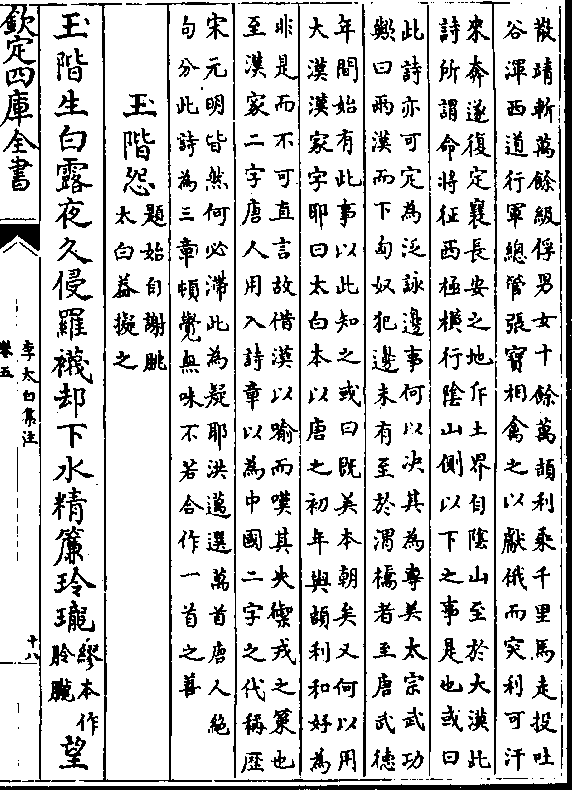 散靖斬萬餘級俘男女十餘萬頡利乘千里馬走投吐
谷渾西道行軍總管張寶相禽之以獻俄而突利可汗
來奔遂復定襄長安之地斥土界自陰山至於大漠此
詩所謂命將征西極橫行陰山側以下之事是也或曰
此詩亦可定為泛詠邊事何以決其為專美太宗武功
歟曰兩漢而下匈奴犯邊未有至於渭橋者至唐武德
年間始有此事以此知之或曰既美本朝矣又何以用
大漢漢家字耶曰太白本以唐之初年與頡利和好為
非是而不可直言故借漢以喻而嘆其失禦戎之策也
至漢家二字唐人用入詩章以為中國二字之代稱歷
宋元明皆然何必滯此為疑耶洪邁選萬首唐人絕
句分此詩為三章頓覺無味不若合作一首之善
玉階怨
題始自謝朓
太白益擬之
玉階生白露夜久侵羅襪却下水精簾玲瓏
繆本作
聆朧
望
欽定四庫全書
李太白集注
卷五
十八